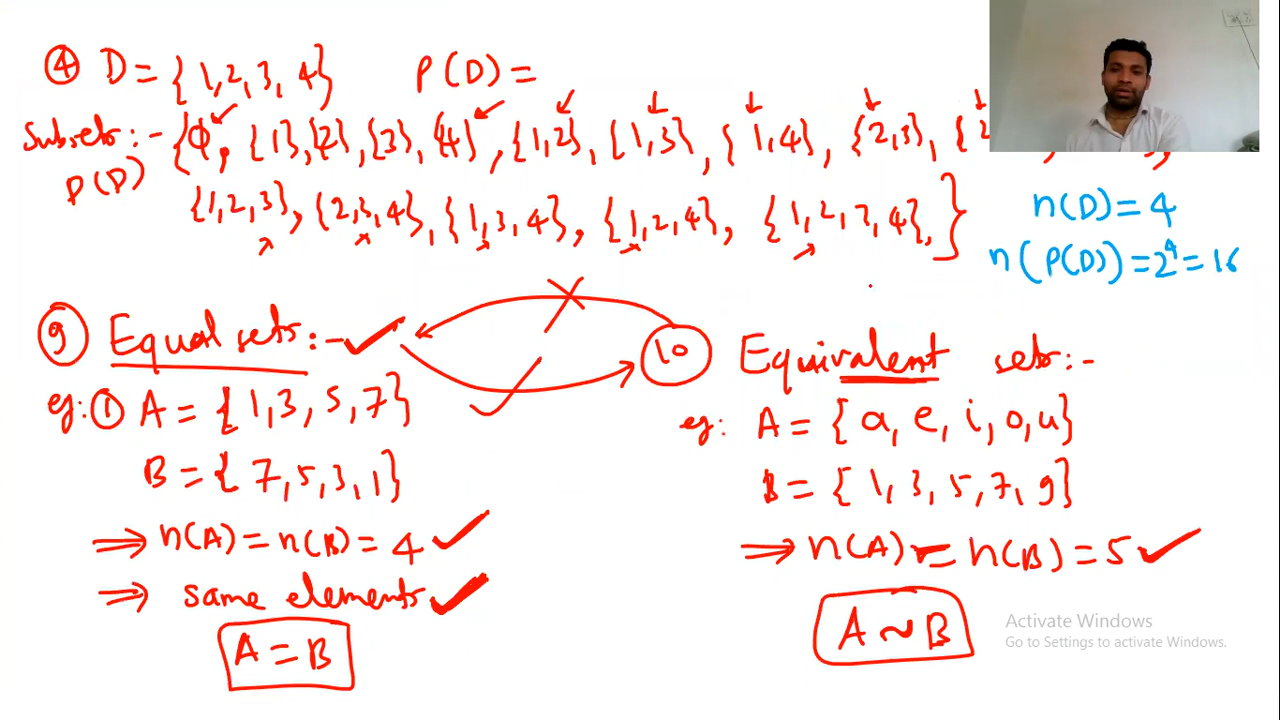 ④ D = {1,2,3,4} P(D) =
Subsets:- {ϕ, {1},{2},{3},{4}, {1,2}, {1,3}, {1,4}, {2,3}, {2
P(D)
{1,2,3}, {2,3,4}, {1,3,4}, {1,2,4}, {1,2,3,4},}
n(D) = 4
n(P(D)) = 2⁴ = 16
⑨ Equal sets:- ✓
eg: ① A = {1,3,5,7}
B = {7,5,3,1}
⇒ n(A) = n(B) = 4 ✓
⇒ same elements ✓
A = B
⑩ Equivalent sets:-
eg: A = {a, e, i, o, u}
B = {1, 3, 5, 7, 9}
⇒ n(A) = n(B) = 5 ✓
A ~ B
Activate Windows
Go to Settings to activate Windows.